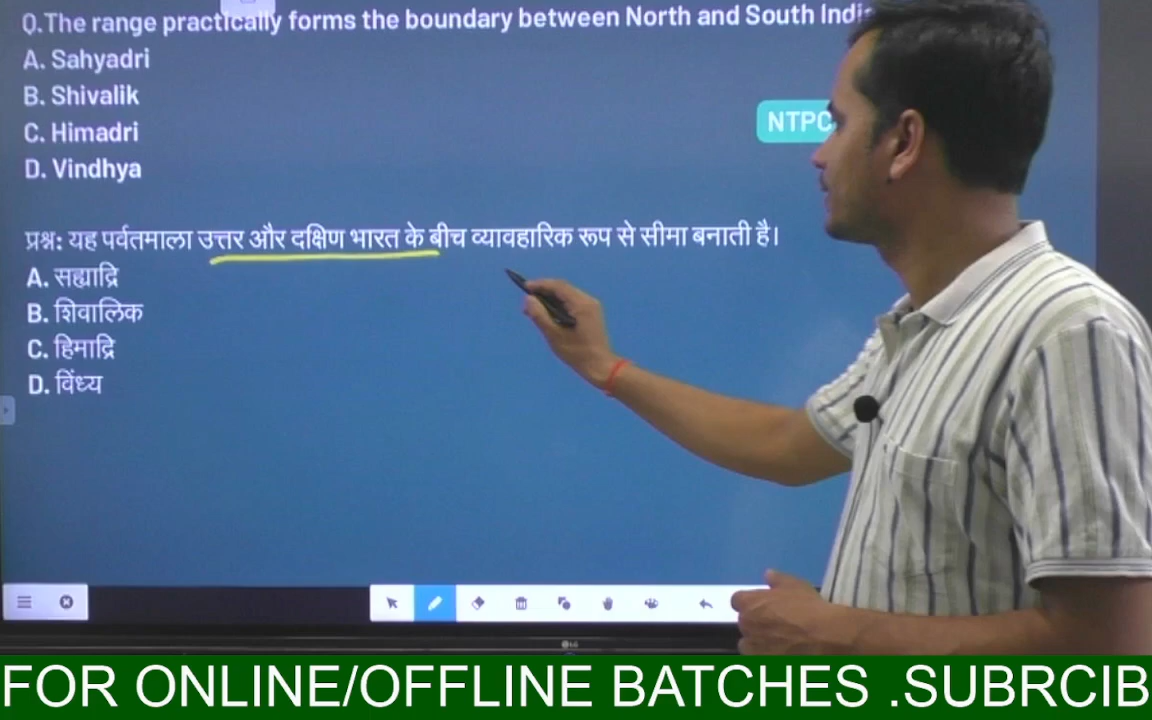 Q.The range practically forms the boundary between North and South
A. Sahyadri
B. Shivalik
C. Himadri
D. Vindhya
NTPC
प्रश्न: यह पर्वतमाला उत्तर और दक्षिण भारत के बीच व्यावहारिक रूप से सीमा बनाती है।
A. सह्याद्रि
B. शिवालिक
C. हिमाद्रि
D. विंध्य
LG
FOR ONLINE/OFFLINE BATCHES .SUBRCIB